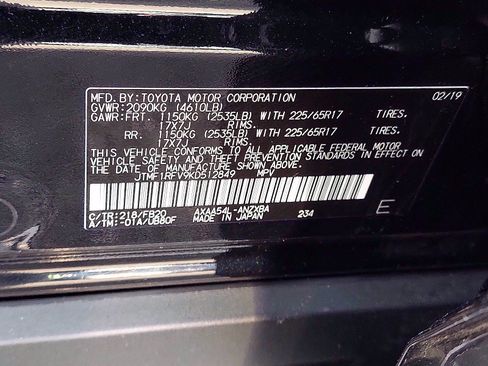 MFD. BY: TOYOTA MOTOR CORPORATION 02/19
GVWR: 2090KG (4610LB)
GAWR: FRT. 1150KG (2535LB) WITH 225/65R17 TIRES.
17X7J RIMS.
RR. 1150KG (2535LB) WITH 225/65R17 TIRES.
17X7J RIMS.
THIS VEHICLE CONFORMS TO ALL APPLICABLE FEDERAL MOTOR
VEHICLE SAFETY AND THEFT PREVENTION STANDARDS IN EFFECT
ON THE DATE OF MANUFACTURE SHOWN ABOVE.
JTMF1RFV9KD512849 MPV
C/TR: 218/FB20 AXAA54L-ANZXBA
A/TM: -01A/UB80F MADE IN JAPAN 234
E